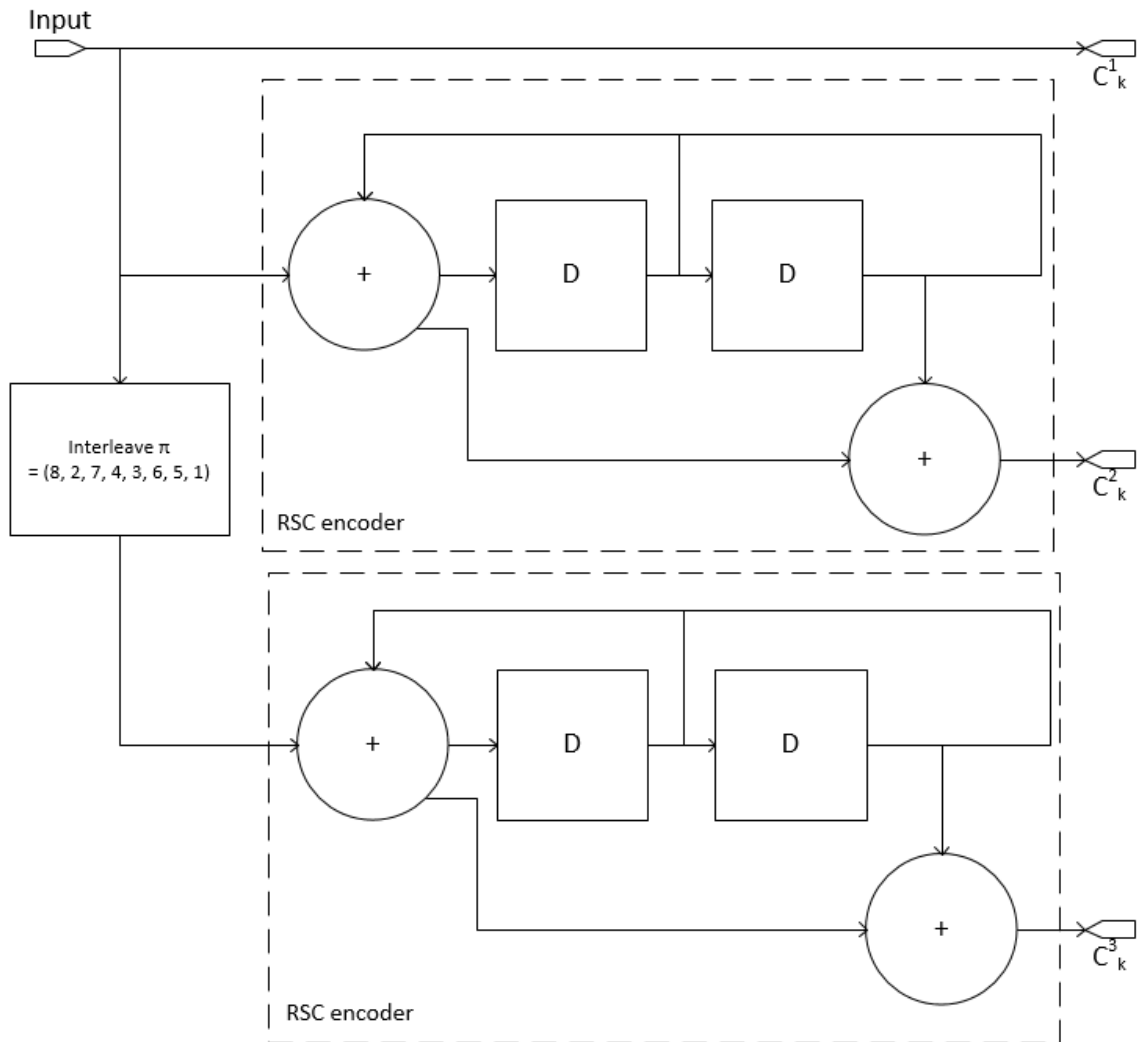 Input
C¹ₖ
+
D
D
Interleave π
= (8, 2, 7, 4, 3, 6, 5, 1)
+
C²ₖ
RSC encoder
+
D
D
+
C³ₖ
RSC encoder